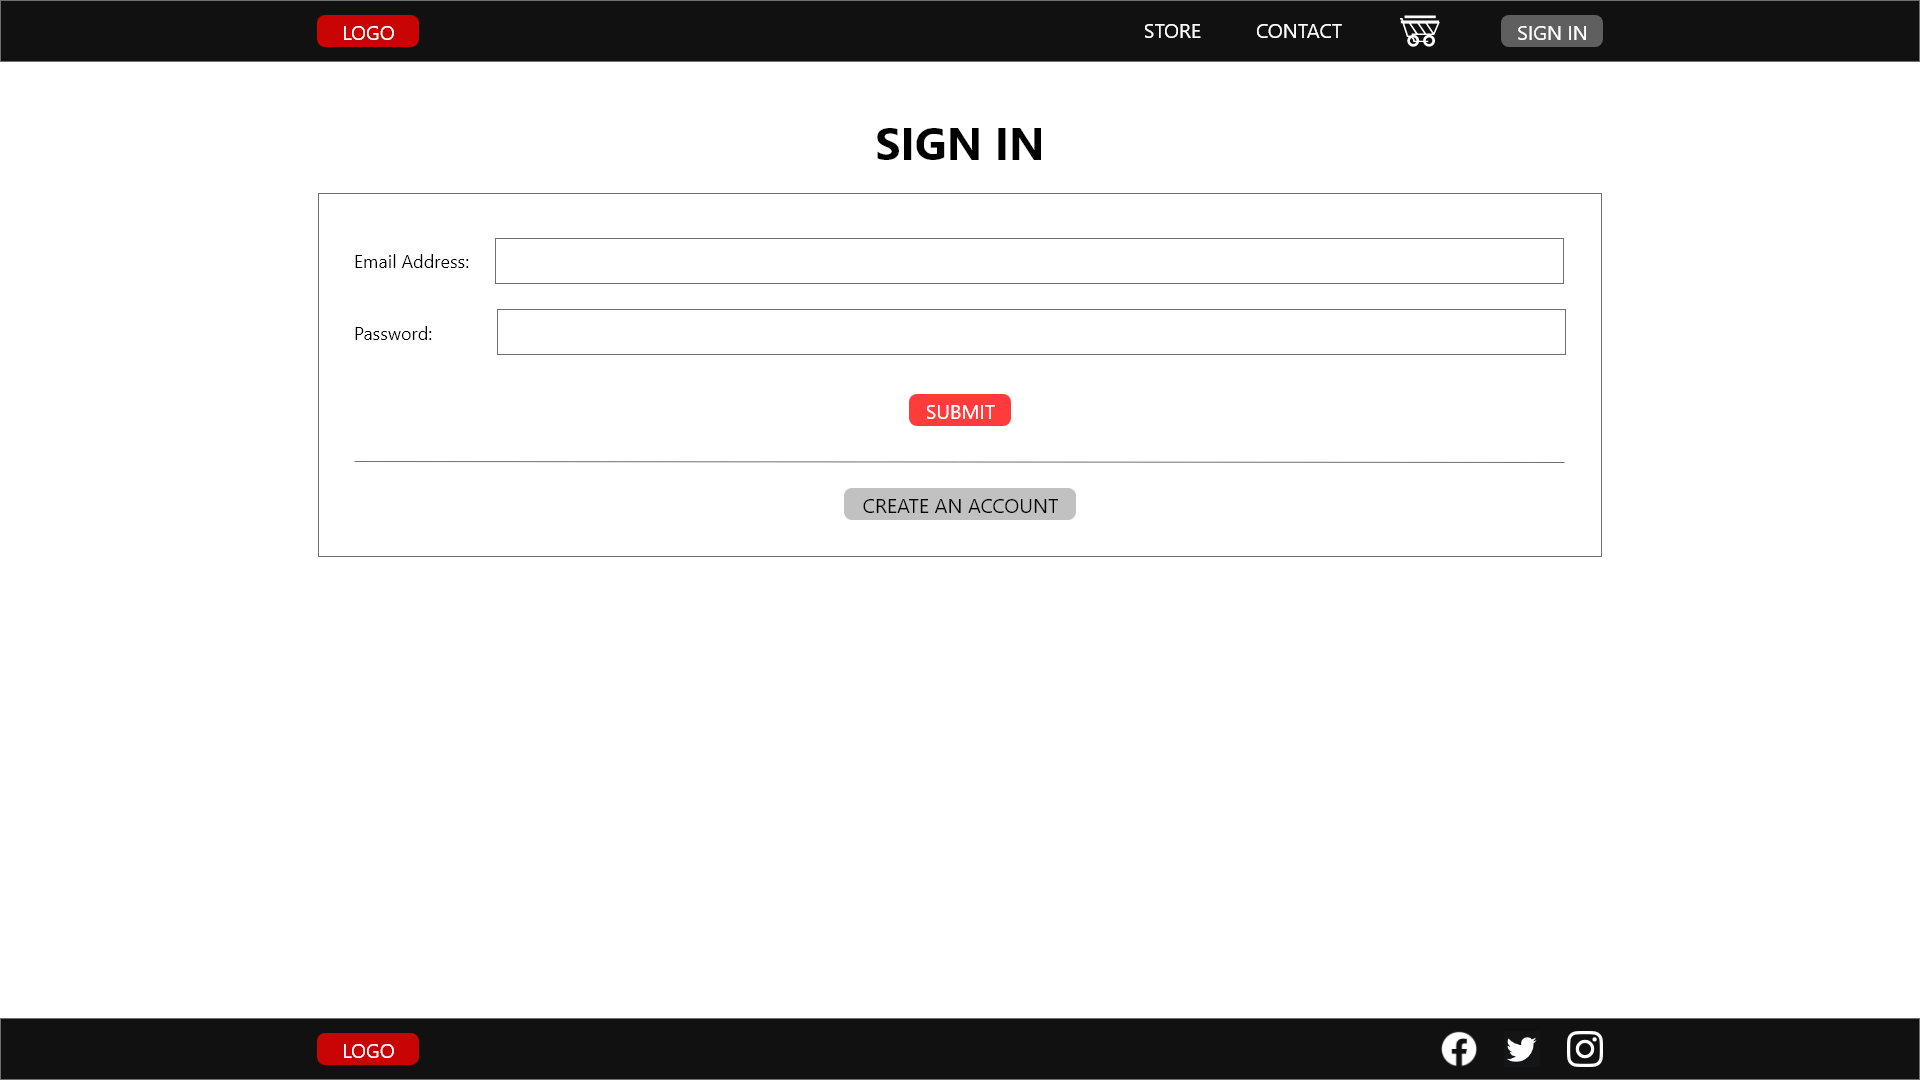 LOGO STORE CONTACT SIGN IN
SIGN IN
Email Address:
Password:
SUBMIT
CREATE AN ACCOUNT
LOGO